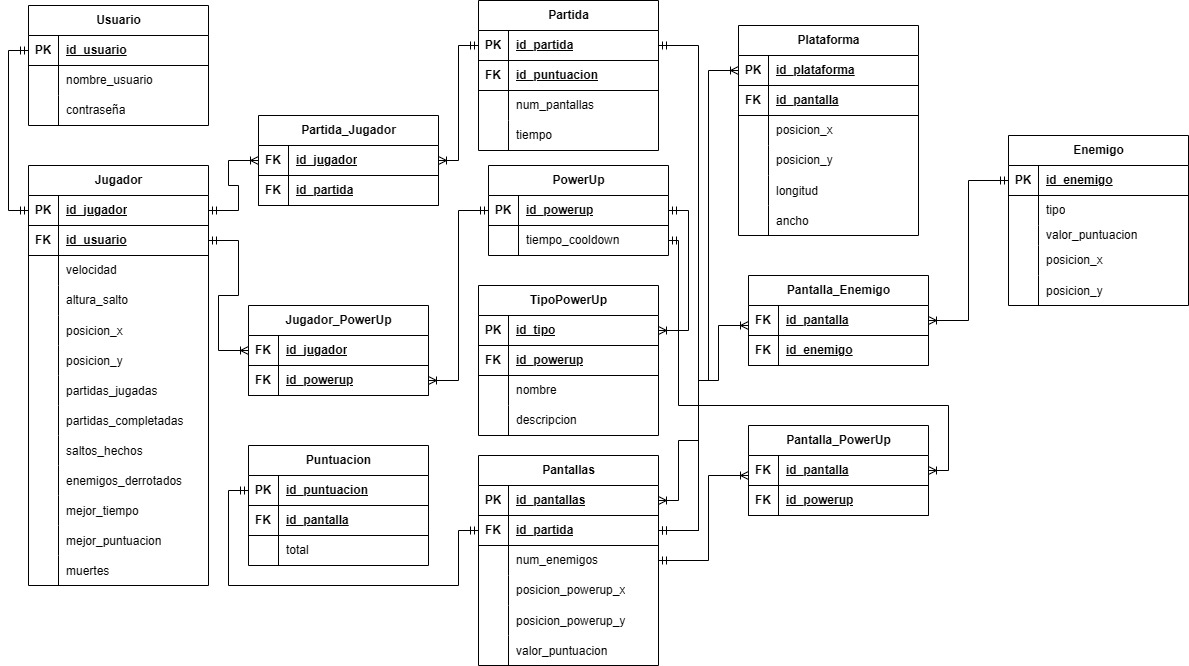 Usuario
PK id_usuario
nombre_usuario
contraseña
Jugador
PK id_jugador
FK id_usuario
velocidad
altura_salto
posicion_x
posicion_y
partidas_jugadas
partidas_completadas
saltos_hechos
enemigos_derrotados
mejor_tiempo
mejor_puntuacion
muertes
Partida_Jugador
FK id_jugador
FK id_partida
Jugador_PowerUp
FK id_jugador
FK id_powerup
Puntuacion
PK id_puntuacion
FK id_pantalla
total
Partida
PK id_partida
FK id_puntuacion
num_pantallas
tiempo
PowerUp
PK id_powerup
tiempo_cooldown
TipoPowerUp
PK id_tipo
FK id_powerup
nombre
descripcion
Pantallas
PK id_pantallas
FK id_partida
num_enemigos
posicion_powerup_x
posicion_powerup_y
valor_puntuacion
Plataforma
PK id_plataforma
FK id_pantalla
posicion_x
posicion_y
longitud
ancho
Pantalla_Enemigo
FK id_pantalla
FK id_enemigo
Pantalla_PowerUp
FK id_pantalla
FK id_powerup
Enemigo
PK id_enemigo
tipo
valor_puntuacion
posicion_x
posicion_y